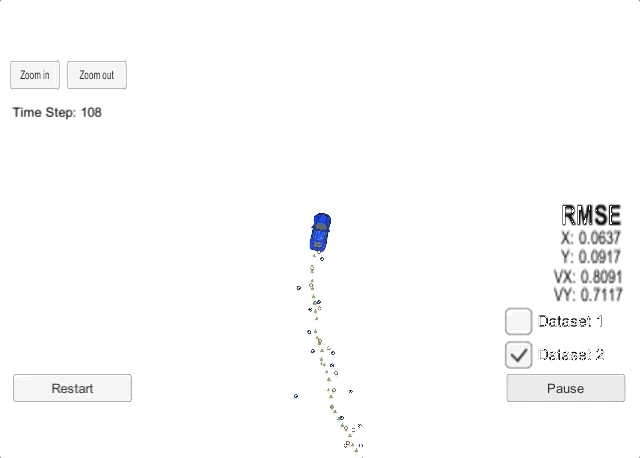 Zoom in
Zoom out
Time Step: 108
RMSE
X: 0.0637
Y: 0.0917
VX: 0.8091
VY: 0.7117
Dataset 1
Dataset 2
Restart
Pause